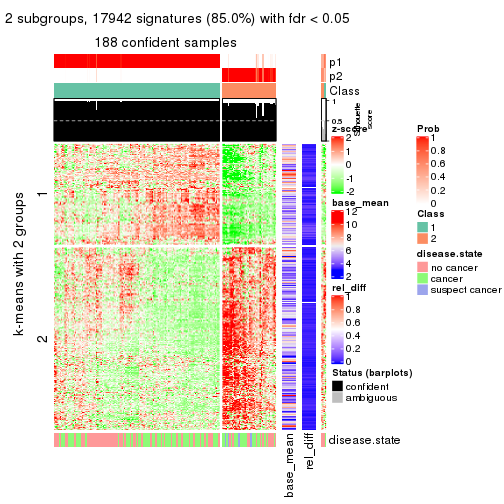 2 subgroups, 17942 signatures (85.0%) with fdr < 0.05
188 confident samples
p1
p2
Class
1
0.5
0
Silhouette
score
k-means with 2 groups
1
2
z-score
2
1
0
-1
-2
base_mean
12
10
8
6
4
2
rel_diff
1
0.8
0.6
0.4
0.2
0
Status (barplots)
confident
ambiguous
Prob
1
0.8
0.6
0.4
0.2
0
Class
1
2
disease.state
no cancer
cancer
suspect cancer
disease.state
base_mean
rel_diff